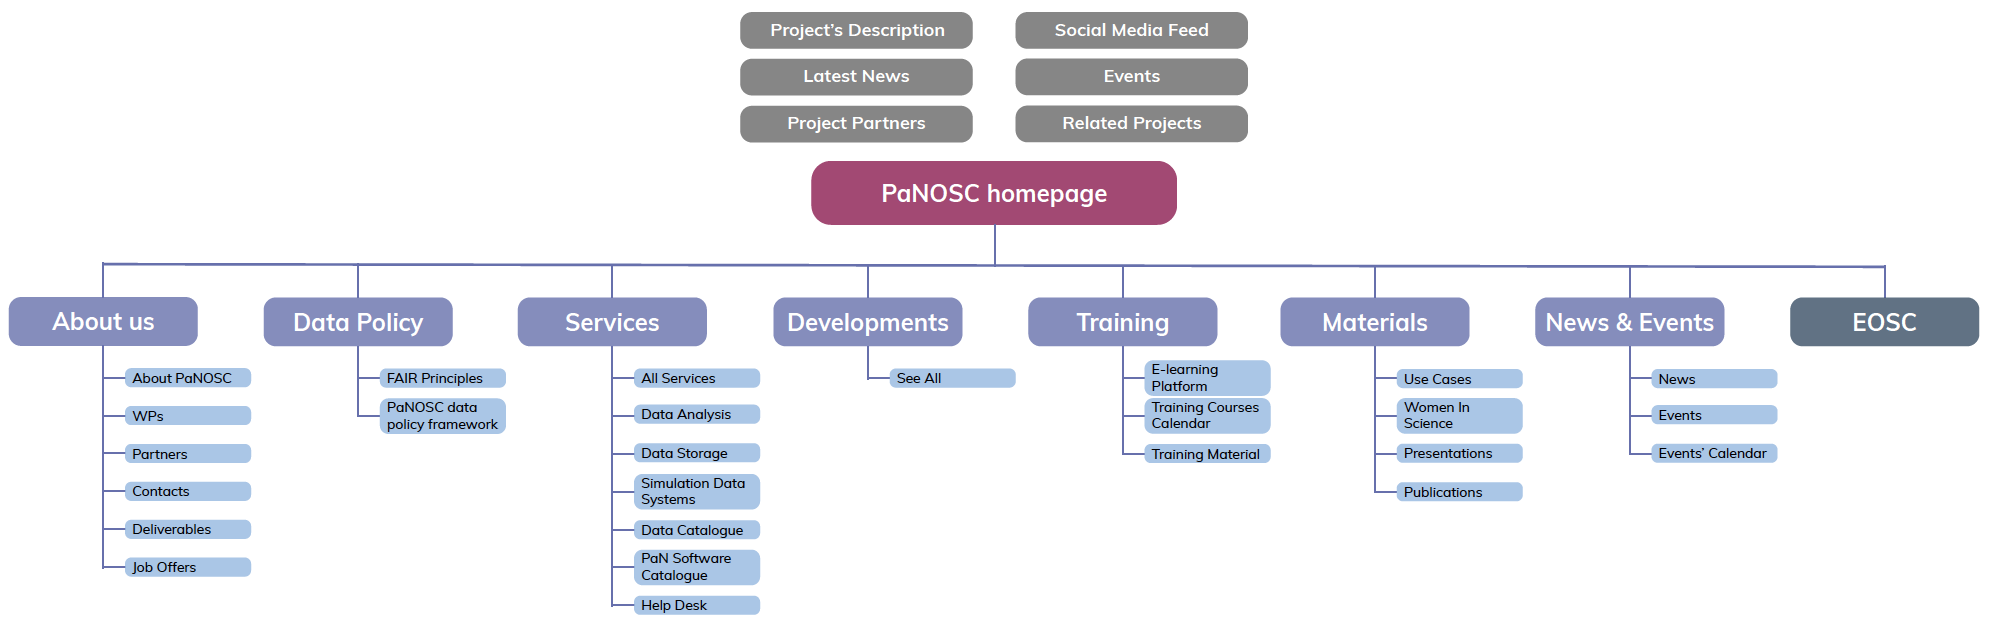 Project’s Description
Social Media Feed
Latest News
Events
Project Partners
Related Projects
PaNOSC homepage
About us
About PaNOSC
WPs
Partners
Contacts
Deliverables
Job Offers
Data Policy
FAIR Principles
PaNOSC data
policy framework
Services
All Services
Data Analysis
Data Storage
Simulation Data
Systems
Data Catalogue
PaN Software
Catalogue
Help Desk
Developments
See All
Training
E-learning
Platform
Training Courses
Calendar
Training Material
Materials
Use Cases
Women In
Science
Presentations
Publications
News & Events
News
Events
Events’ Calendar
EOSC